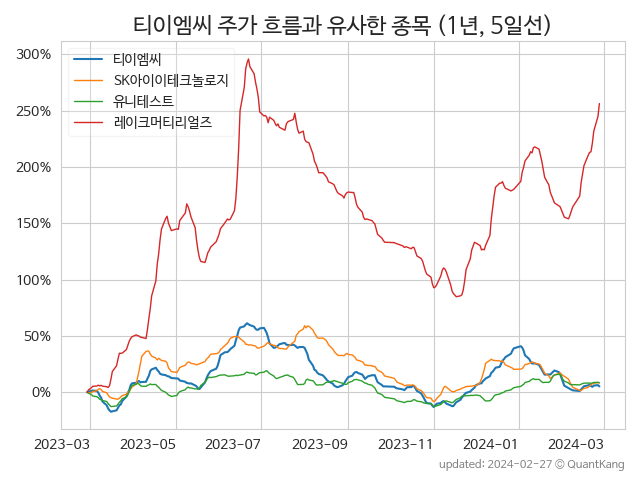 티이엠씨 주가 흐름과 유사한 종목 (1년, 5일선)
300%
250%
200%
150%
100%
50%
0%
티이엠씨
SK아이이테크놀로지
유니테스트
레이크머티리얼즈
2023-03 2023-05 2023-07 2023-09 2023-11 2024-01 2024-03
updated: 2024-02-27 © QuantKang